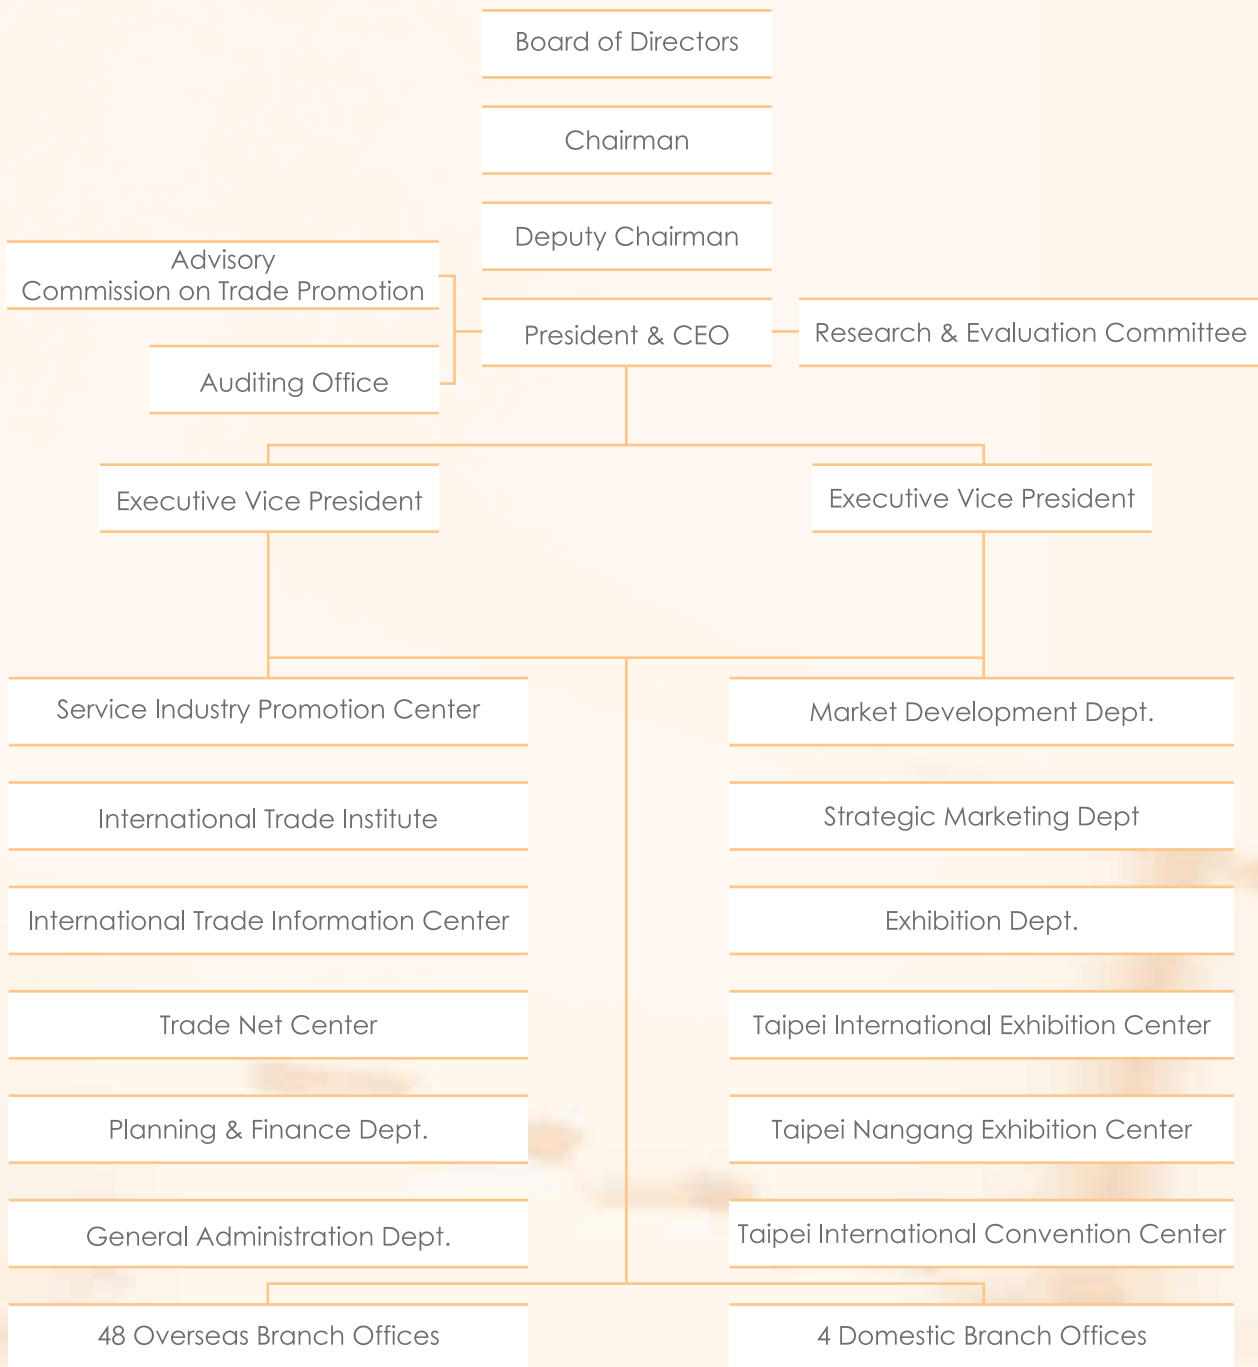 Board of Directors
Chairman
Deputy Chairman
Advisory
Commission on Trade Promotion
President & CEO
Research & Evaluation Committee
Auditing Office
Executive Vice President
Executive Vice President
Service Industry Promotion Center
Market Development Dept.
International Trade Institute
Strategic Marketing Dept
International Trade Information Center
Exhibition Dept.
Trade Net Center
Taipei International Exhibition Center
Planning & Finance Dept.
Taipei Nangang Exhibition Center
General Administration Dept.
Taipei International Convention Center
48 Overseas Branch Offices
4 Domestic Branch Offices